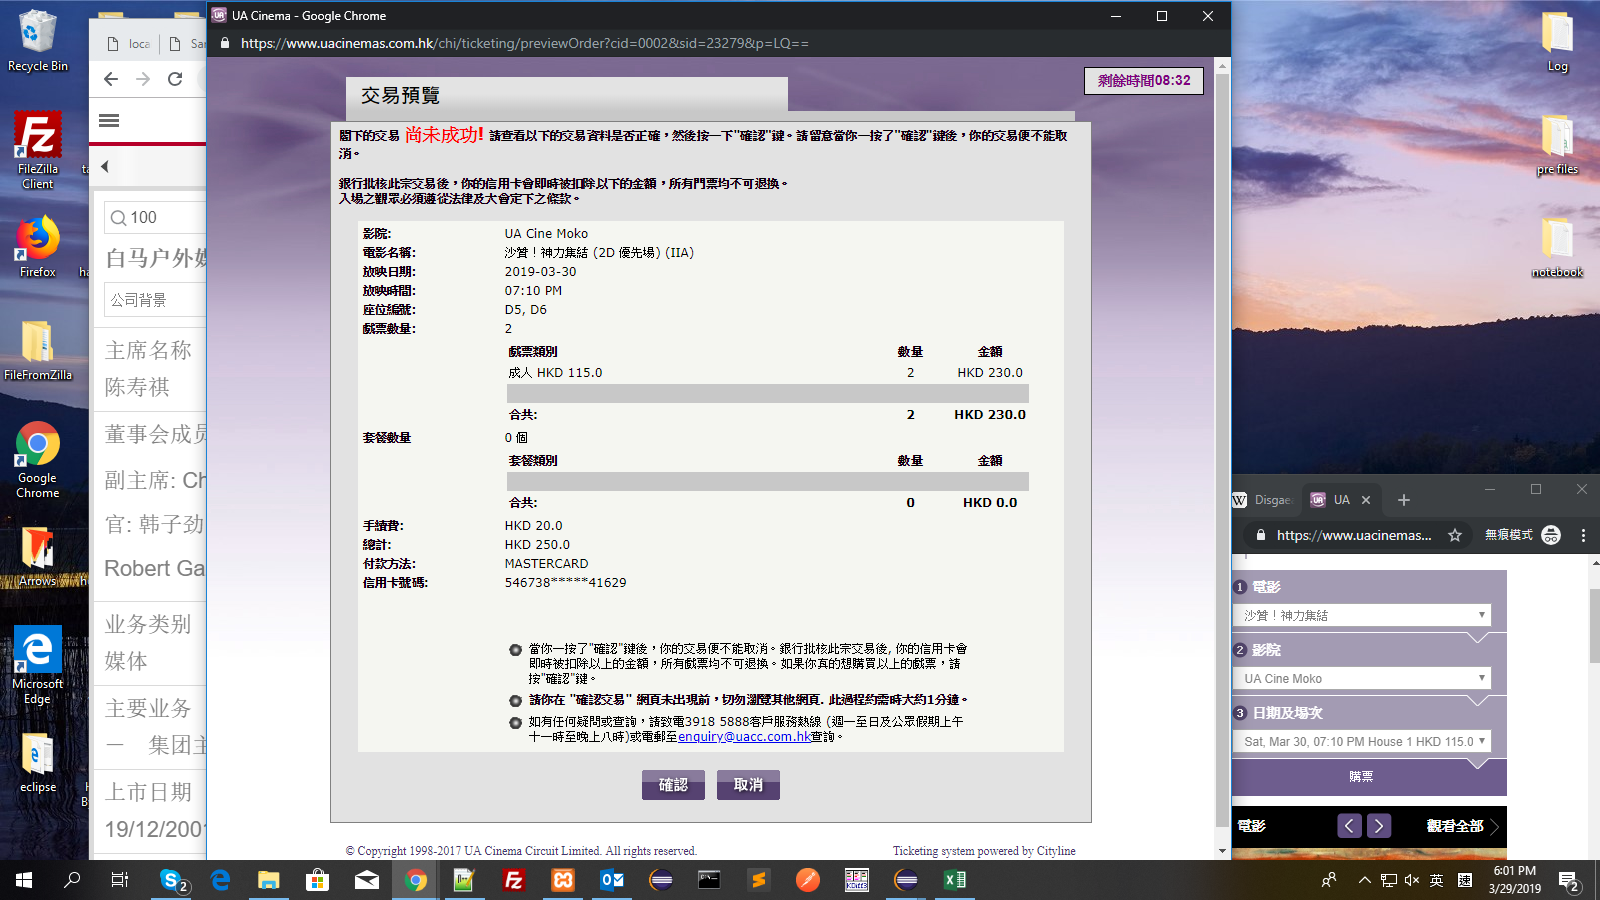 UA Cinema - Google Chrome
https://www.uacinemas.com.hk/chi/ticketing/previewOrder?cid=0002&sid=23279&p=LQ==
剩餘時間08:32
交易預覽
閣下的交易 尚未成功! 請查看以下的交易資料是否正確，然後按一下"確認"鍵。請留意當你一按了"確認"鍵後，你的交易便不能取
消。
銀行批核此宗交易後，你的信用卡會即時被扣除以下的金額，所有門票均不可退換。
入場之觀眾必須遵從法律及大會定下之條款。
影院: UA Cine Moko
電影名稱: 沙贊！神力集結 (2D 優先場) (IIA)
放映日期: 2019-03-30
放映時間: 07:10 PM
座位編號: D5, D6
戲票數量: 2
戲票類別 數量 金額
成人 HKD 115.0 2 HKD 230.0
合共: 2 HKD 230.0
套餐數量 0 個
套餐類別 數量 金額
合共: 0 HKD 0.0
手續費: HKD 20.0
總計: HKD 250.0
付款方法: MASTERCARD
信用卡號碼: 546738*****41629
當你一按了"確認"鍵後，你的交易便不能取消。銀行批核此宗交易後, 你的信用卡會
即時被扣除以上的金額，所有戲票均不可退換。如果你真的想購買以上的戲票，請
按"確認"鍵。
請你在 "確認交易" 網頁未出現前，切勿瀏覽其他網頁. 此過程約需時大約1分鐘。
如有任何疑問或查詢，請致電3918 5888客戶服務熱線 (週一至日及公眾假期上午
十一時至晚上八時)或電郵至enquiry@uacc.com.hk查詢。
確認 取消
© Copyright 1998-2017 UA Cinema Circuit Limited. All rights reserved. Ticketing system powered by Cityline
Recycle Bin
FileZilla
Client
Firefox
FileFromZilla
Google
Chrome
Arrows
Microsoft
Edge
eclipse
loca
100
白马户外媒
公司背景
主席名称
陈寿祺
董事会成员
副主席: Ch
官: 韩子劲
Robert Ga
业务类别
媒体
主要业务
－ 集团主
上市日期
19/12/2001
Log
pre files
notebook
Disgae
UA
https://www.uacinemas... 無痕模式
1 電影
沙贊！神力集結
2 影院
UA Cine Moko
3 日期及場次
Sat, Mar 30, 07:10 PM House 1 HKD 115.0
購票
電影 觀看全部
2
KDiff3
英
6:01 PM
3/29/2019
2